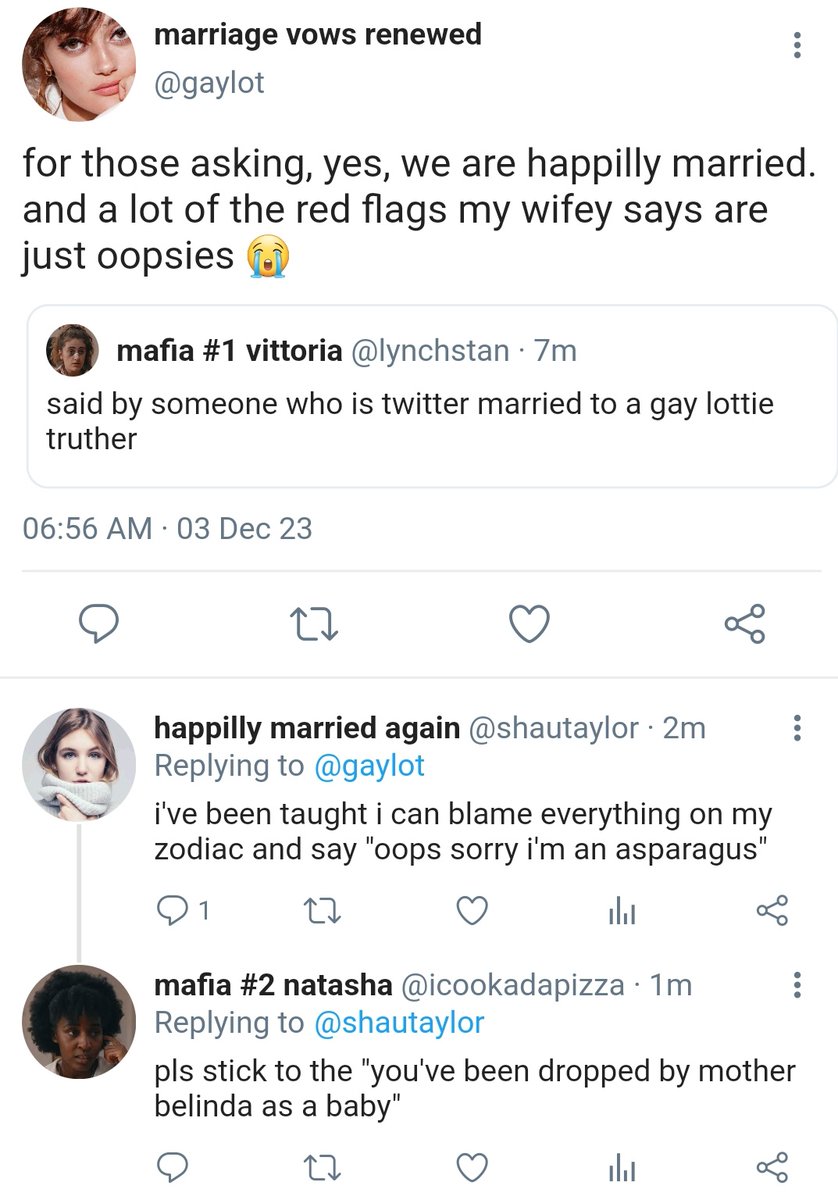 marriage vows renewed
@gaylot
for those asking, yes, we are happilly married.
and a lot of the red flags my wifey says are
just oopsies 😭
mafia #1 vittoria @lynchstan · 7m
said by someone who is twitter married to a gay lottie
truther
06:56 AM · 03 Dec 23
happilly married again @shautaylor · 2m
Replying to @gaylot
i've been taught i can blame everything on my
zodiac and say "oops sorry i'm an asparagus"
1
mafia #2 natasha @icookadapizza · 1m
Replying to @shautaylor
pls stick to the "you've been dropped by mother
belinda as a baby"